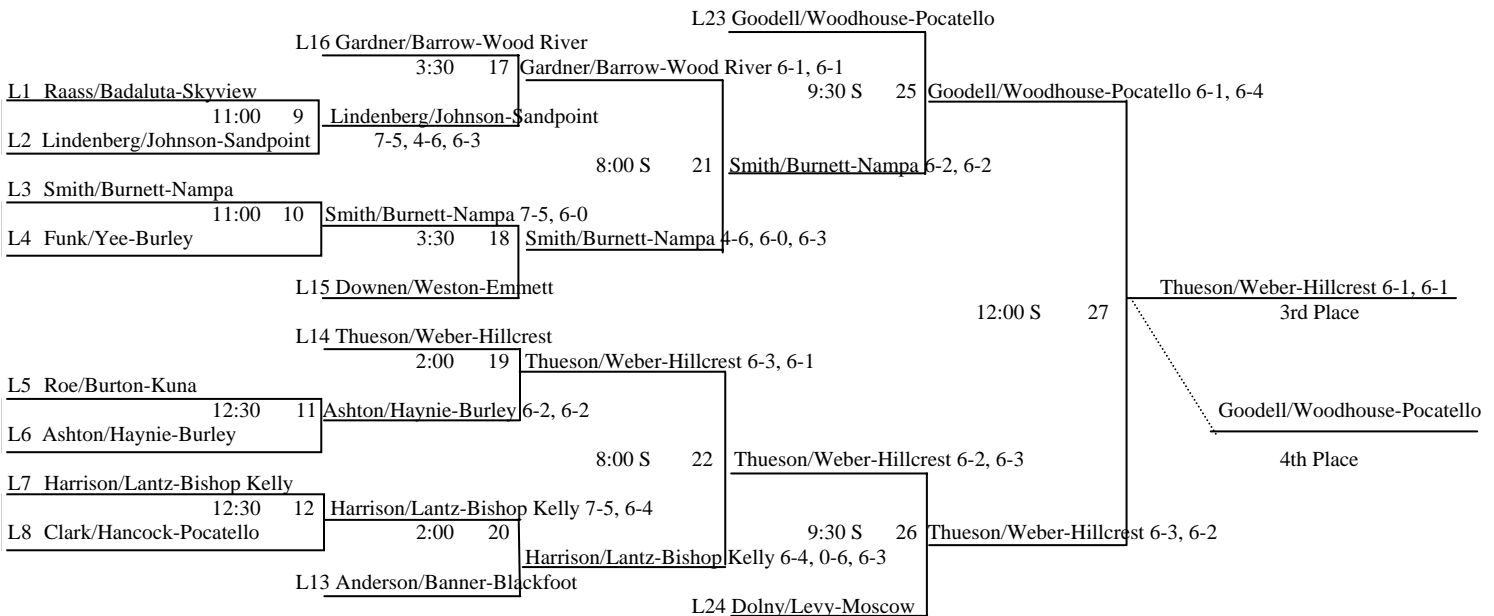 L23 Goodell/Woodhouse-Pocatello
L16 Gardner/Barrow-Wood River
3:30 17 Gardner/Barrow-Wood River 6-1, 6-1
L1 Raass/Badaluta-Skyview
9:30 S 25 Goodell/Woodhouse-Pocatello 6-1, 6-4
11:00 9 Lindenberg/Johnson-Sandpoint
L2 Lindenberg/Johnson-Sandpoint 7-5, 4-6, 6-3
8:00 S 21 Smith/Burnett-Nampa 6-2, 6-2
L3 Smith/Burnett-Nampa
11:00 10 Smith/Burnett-Nampa 7-5, 6-0
L4 Funk/Yee-Burley 3:30 18 Smith/Burnett-Nampa 4-6, 6-0, 6-3
L15 Downen/Weston-Emmett
Thueson/Weber-Hillcrest 6-1, 6-1
12:00 S 27 3rd Place
L14 Thueson/Weber-Hillcrest
2:00 19 Thueson/Weber-Hillcrest 6-3, 6-1
L5 Roe/Burton-Kuna
12:30 11 Ashton/Haynie-Burley 6-2, 6-2
Goodell/Woodhouse-Pocatello
L6 Ashton/Haynie-Burley
8:00 S 22 Thueson/Weber-Hillcrest 6-2, 6-3
4th Place
L7 Harrison/Lantz-Bishop Kelly
12:30 12 Harrison/Lantz-Bishop Kelly 7-5, 6-4
L8 Clark/Hancock-Pocatello 2:00 20
9:30 S 26 Thueson/Weber-Hillcrest 6-3, 6-2
Harrison/Lantz-Bishop Kelly 6-4, 0-6, 6-3
L13 Anderson/Banner-Blackfoot
L24 Dolny/Levy-Moscow